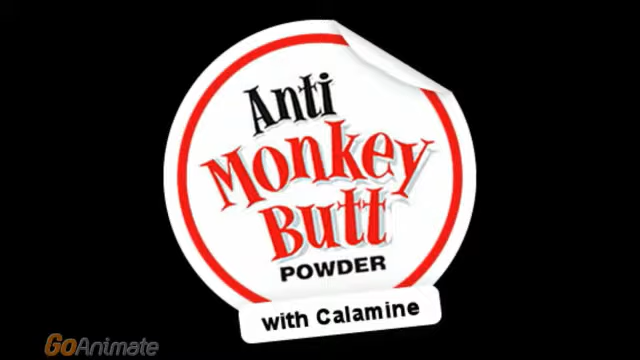 Anti
Monkey
Butt
POWDER
with Calamine
GoAnimate